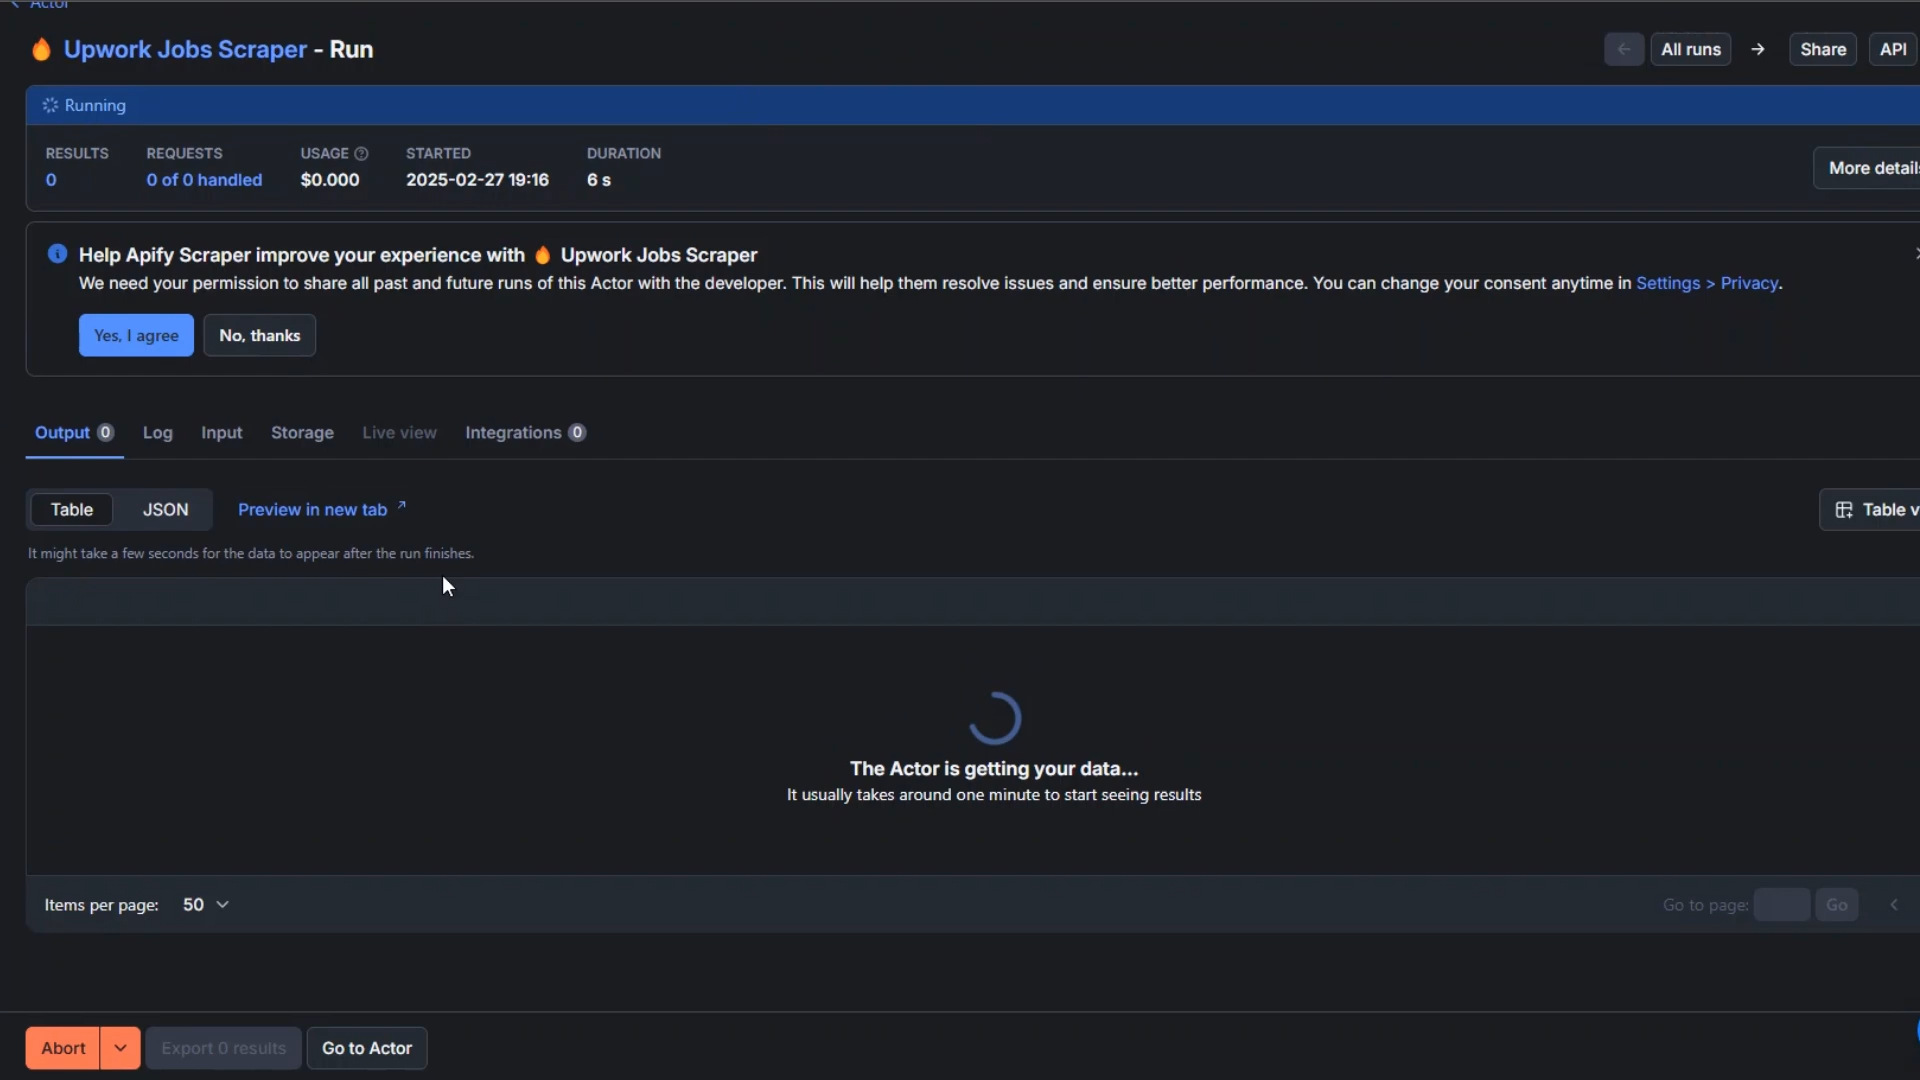 Actor
Upwork Jobs Scraper - Run
All runs
Share
API
Running
RESULTS REQUESTS USAGE STARTED DURATION
0 0 of 0 handled $0.000 2025-02-27 19:16 6 s
More details
Help Apify Scraper improve your experience with Upwork Jobs Scraper
We need your permission to share all past and future runs of this Actor with the developer. This will help them resolve issues and ensure better performance. You can change your consent anytime in Settings > Privacy.
Yes, I agree No, thanks
Output 0 Log Input Storage Live view Integrations 0
Table JSON Preview in new tab
Table v
It might take a few seconds for the data to appear after the run finishes.
The Actor is getting your data...
It usually takes around one minute to start seeing results
Items per page: 50
Go to page: Go
Abort Export 0 results Go to Actor